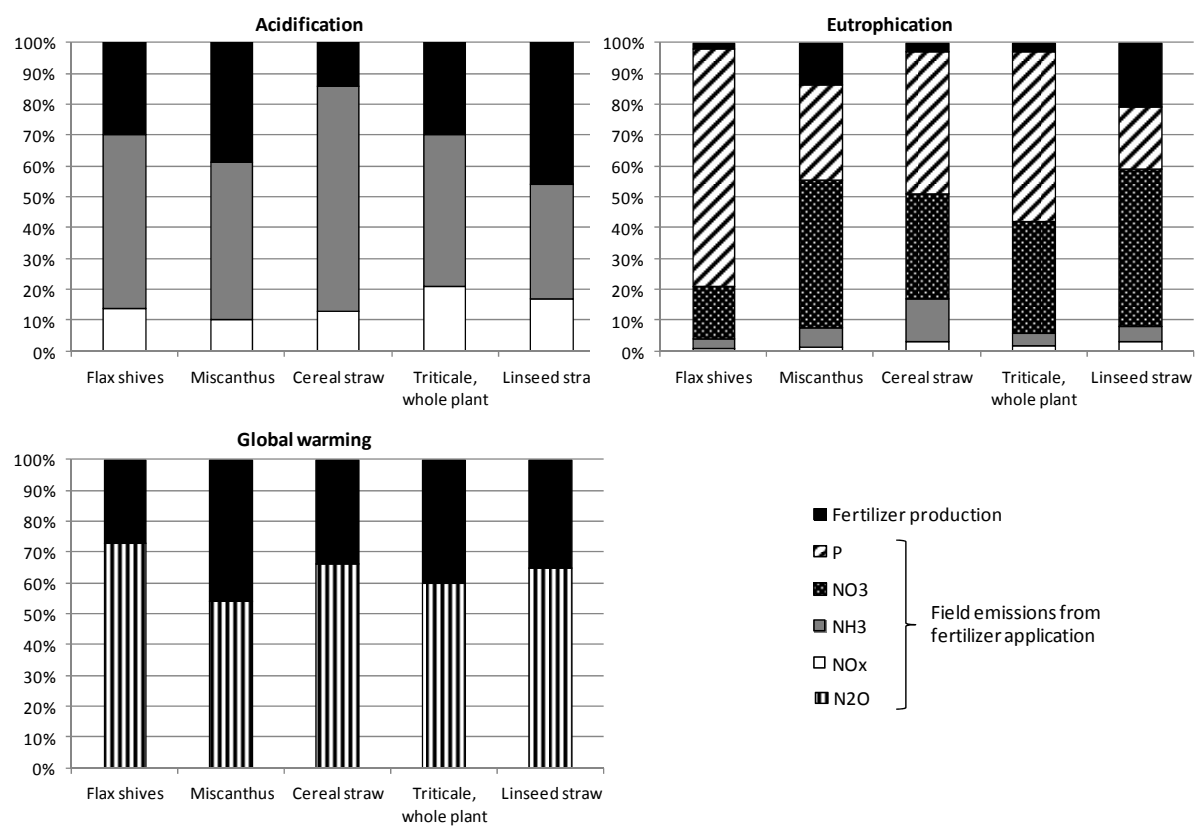 Acidification
100%
90%
80%
70%
60%
50%
40%
30%
20%
10%
0%
Flax shives Miscanthus Cereal straw Triticale, Linseed stra
whole plant
Eutrophication
100%
90%
80%
70%
60%
50%
40%
30%
20%
10%
0%
Flax shives Miscanthus Cereal straw Triticale, Linseed straw
whole plant
Global warming
100%
90%
80%
70%
60%
50%
40%
30%
20%
10%
0%
Flax shives Miscanthus Cereal straw Triticale, Linseed straw
whole plant
Fertilizer production
P
NO3
NH3
NOx
N2O
Field emissions from
fertilizer application